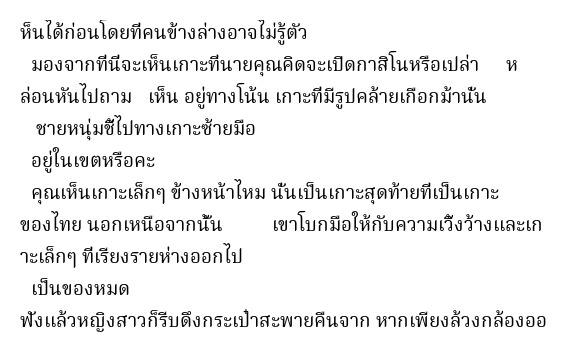 ห็นได้ก่อนโดยที่คนข้างล่างอาจไม่รู้ตัว
มองจากที่นี่จะเห็นเกาะที่นายคุณคิดจะเปิดกาสิโนหรือเปล่า ห
ล่อนหันไปถาม เห็น อยู่ทางโน้น เกาะที่มีรูปคล้ายเกือกม้านั่น
ชายหนุ่มชี้ไปทางเกาะซ้ายมือ
อยู่ในเขตหรือคะ
คุณเห็นเกาะเล็กๆ ข้างหน้าไหม นั่นเป็นเกาะสุดท้ายที่เป็นเกาะ
ของไทย นอกเหนือจากนั้น เขาโบกมือให้กับความเวิ้งว้างและเก
าะเล็กๆ ที่เรียงรายห่างออกไป
เป็นของหมด
ฟังแล้วหญิงสาวก็รีบดึงกระเป๋าสะพายคืนจาก หากเพียงล้วงกล้องออ